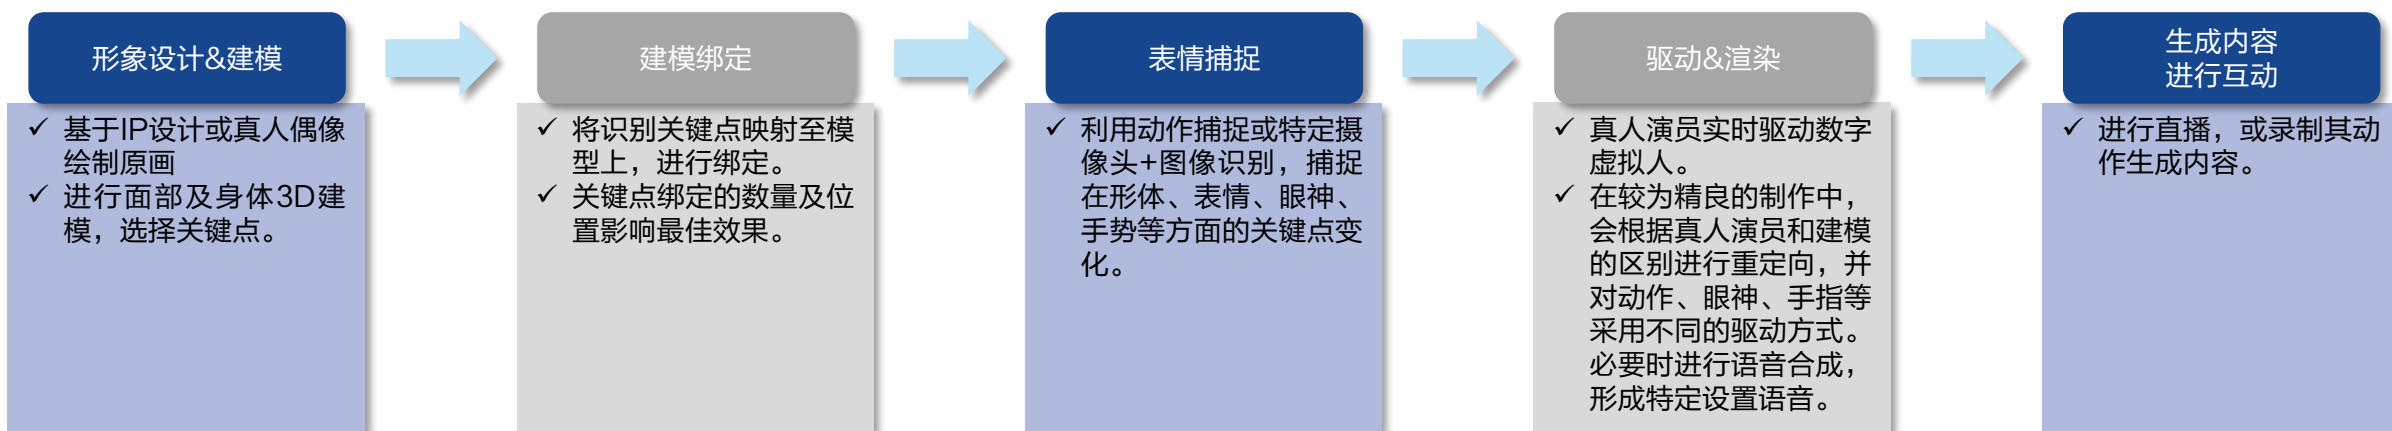 形象设计&建模
✓ 基于IP设计或真人偶像
绘制原画
✓ 进行面部及身体3D建
模，选择关键点。
建模绑定
✓ 将识别关键点映射至模
型上，进行绑定。
✓ 关键点绑定的数量及位
置影响最佳效果。
表情捕捉
✓ 利用动作捕捉或特定摄
像头+图像识别，捕捉
在形体、表情、眼神、
手势等方面的关键点变
化。
驱动&渲染
✓ 真人演员实时驱动数字
虚拟人。
✓ 在较为精良的制作中，
会根据真人演员和建模
的区别进行重定向，并
对动作、眼神、手指等
采用不同的驱动方式。
必要时进行语音合成，
形成特定设置语音。
生成内容
进行互动
✓ 进行直播，或录制其动
作生成内容。